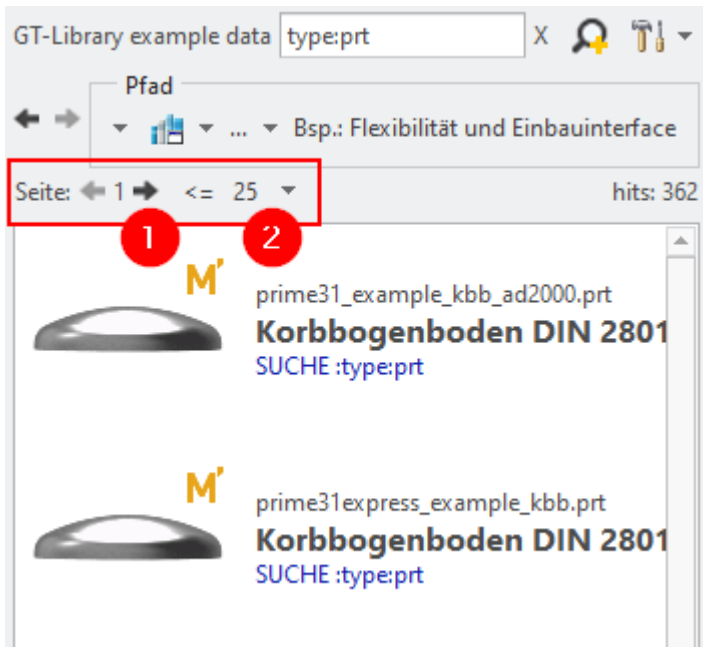 GT-Library example data type:prt X
Pfad
... Bsp.: Flexibilität und Einbauinterface
Seite: 1 <= 25 hits: 362
1 2
M'
prime31_example_kbb_ad2000.prt
Korbbogenboden DIN 2801
SUCHE :type:prt
M'
prime31express_example_kbb.prt
Korbbogenboden DIN 2801
SUCHE :type:prt